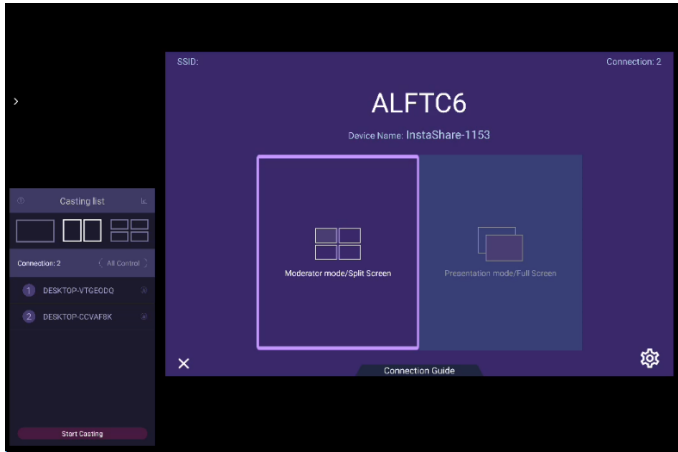 SSID:
Connection: 2
ALFTC6
Device Name: InstaShare-1153
Moderator mode/Split Screen
Presentation mode/Full Screen
Connection Guide
Casting list
Connection: 2
All Control
1 DESKTOP-VTGEODQ
2 DESKTOP-CCVAF8K
Start Casting